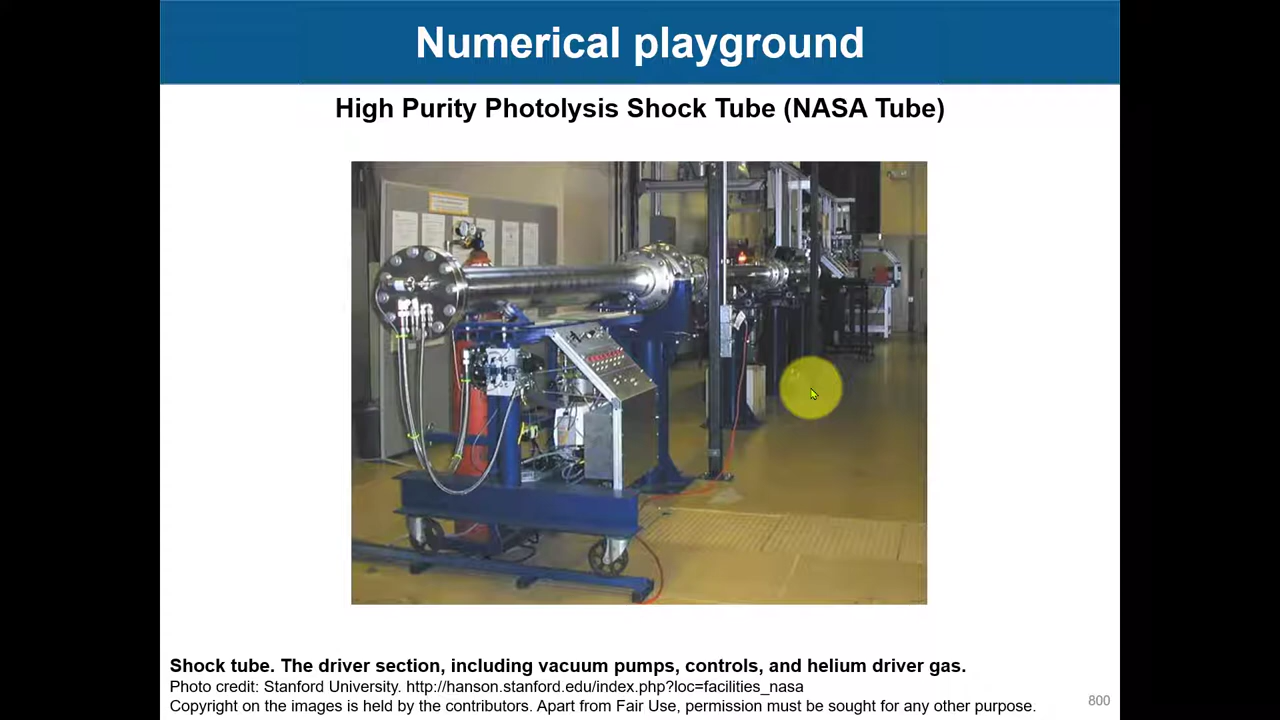 Numerical playground
High Purity Photolysis Shock Tube (NASA Tube)
Shock tube. The driver section, including vacuum pumps, controls, and helium driver gas.
Photo credit: Stanford University. http://hanson.stanford.edu/index.php?loc=facilities_nasa
Copyright on the images is held by the contributors. Apart from Fair Use, permission must be sought for any other purpose.
800